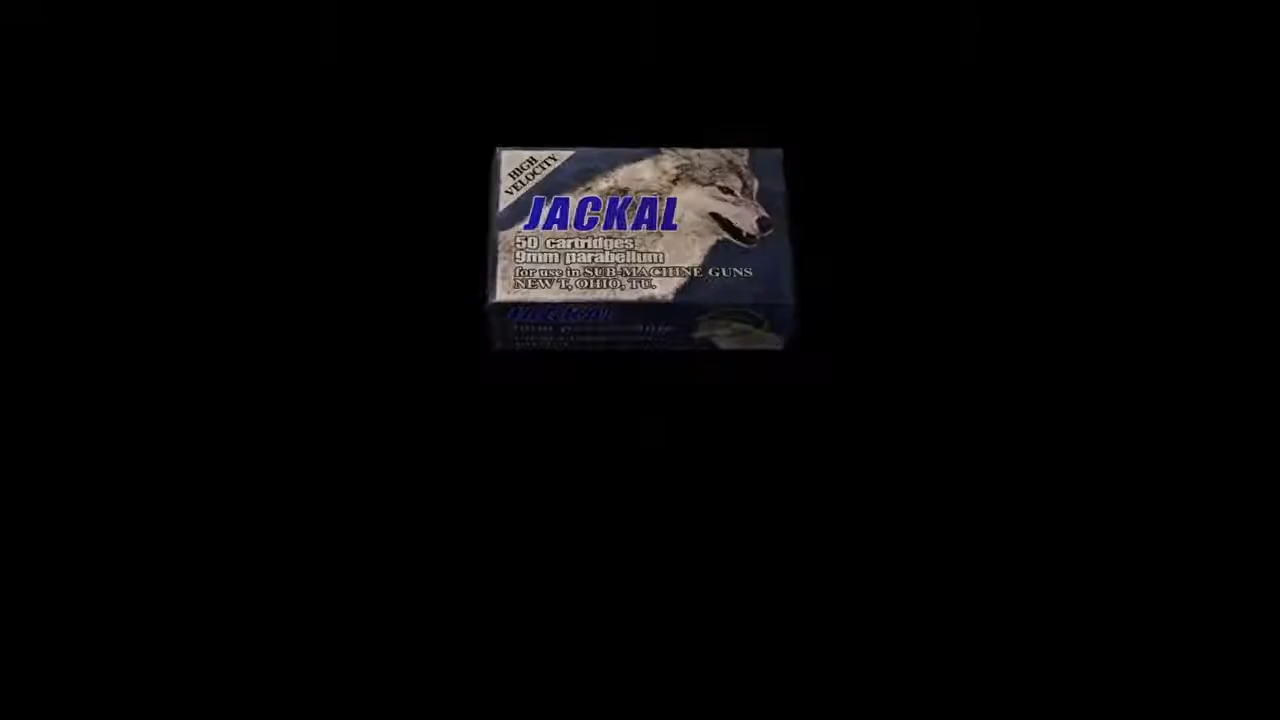 HIGH
VELOCITY
JACKAL
50 cartridges
9mm parabellum
for use in SUB-MACHINE GUNS
NEW T, OHIO, TU.